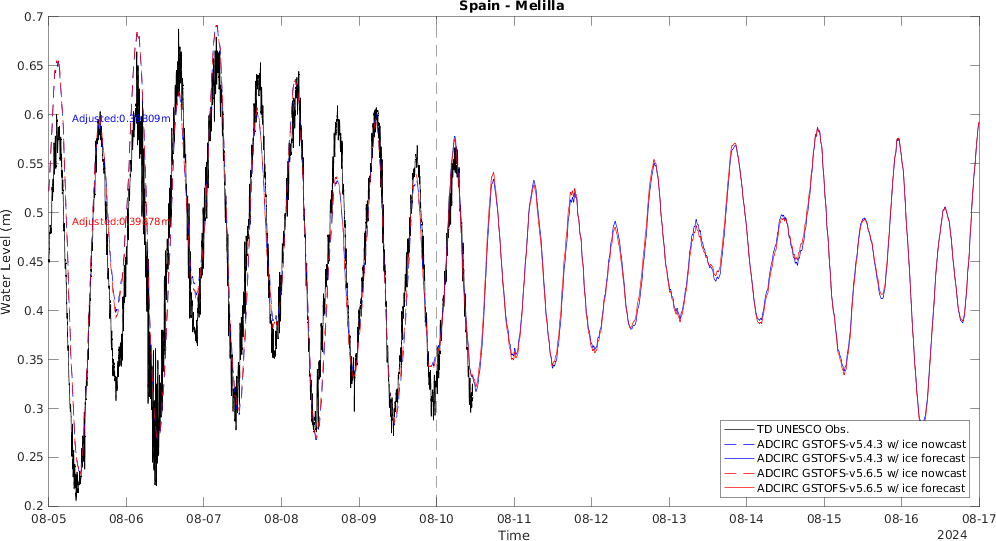 Spain - Melilla
0.7
0.65
0.6
0.55
0.5
0.45
0.4
0.35
0.3
0.25
0.2
Water Level (m)
Adjusted:0.39878m
TD UNESCO Obs.
ADCIRC GSTOFS-v5.4.3 w/ ice nowcast
ADCIRC GSTOFS-v5.4.3 w/ ice forecast
ADCIRC GSTOFS-v5.6.5 w/ ice nowcast
ADCIRC GSTOFS-v5.6.5 w/ ice forecast
08-05 08-06 08-07 08-08 08-09 08-10 08-11 08-12 08-13 08-14 08-15 08-16 08-17
Time
2024